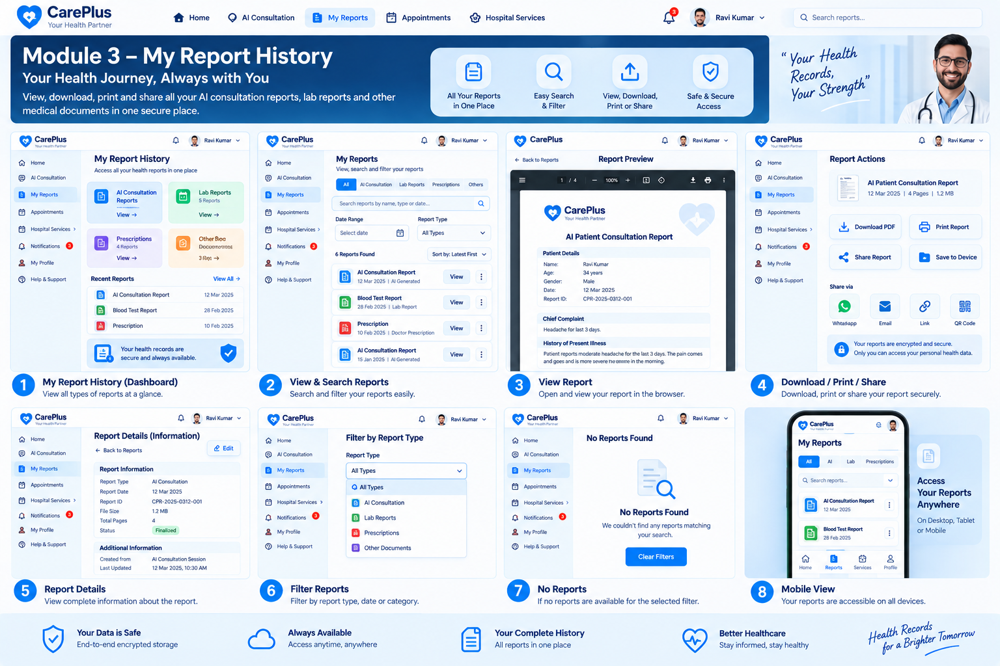 CarePlus
Your Health Partner
Home
AI Consultation
My Reports
Appointments
Hospital Services
3
Ravi Kumar
Search reports...
Module 3 – My Report History
Your Health Journey, Always with You
View, download, print and share all your AI consultation reports, lab reports and other
medical documents in one secure place.
All Your Reports
in One Place
Easy Search
& Filter
View, Download,
Print or Share
Safe & Secure
Access
“ Your Health
Records,
Your Strength”
CarePlus
Your Health Partner
Ravi Kumar
Home
AI Consultation
My Reports
Appointments
Hospital Services
Notifications
3
My Profile
Help & Support
My Report History
Access all your health reports in one place
AI Consultation
Reports
View →
Lab Reports
5 Reports
View →
Prescriptions
4 Reports
View →
Other
3
Recent Reports
View All →
AI Consultation Report
12 Mar 2025
Blood Test Report
28 Feb 2025
Prescription
10 Feb 2025
Your health records are
secure and always available.
1
My Report History (Dashboard)
View all types of reports at a glance.
CarePlus
Your Health Partner
Ravi Kumar
Home
AI Consultation
My Reports
Appointments
Hospital Services
Notifications
3
My Profile
Help & Support
My Reports
View, search and filter your reports
All
AI Consultation
Lab Reports
Prescriptions
Others
Search reports by name, type or date...
Date Range
Report Type
Select date
All Types
6 Reports Found
Sort by: Latest First
AI Consultation Report
12 Mar 2025 | AI Generated
View
Blood Test Report
28 Feb 2025 | Lab Report
View
Prescription
10 Feb 2025 | Doctor Prescription
View
AI Consultation Report
15 Jan 2025 | AI Generated
View
2
View & Search Reports
Search and filter your reports easily.
CarePlus
Ravi Kumar
← Back to Reports
Report Preview
1 / 4
100%
CarePlus
Your Health Partner
AI Patient Consultation Report
Patient Details
Name: Ravi Kumar
Age: 34 years
Gender: Male
Date: 12 Mar 2025
Report ID: CPR-2025-0312-001
Chief Complaint
Headache for last 3 days.
History of Present Illness
Patient reports moderate headache for the last 3 days. The pain comes
and goes and is more severe in the morning.
3
View Report
Open and view your report in the browser.
CarePlus
Your Health Partner
Ravi Kumar
Home
AI Consultation
My Reports
Appointments
Hospital Services
Notifications
3
My Profile
Help & Support
Report Actions
AI Patient Consultation Report
12 Mar 2025 | 4 Pages | 1.2 MB
Download PDF
Print Report
Share Report
Save to Device
Share via
Email
Link
QR Code
Your reports are encrypted and secure.
Only you can access your personal health data.
4
Download / Print / Share
Download, print or share your report securely.
CarePlus
Your Health Partner
Ravi Kumar
Home
AI Consultation
My Reports
Appointments
Hospital Services
Notifications
3
My Profile
Help & Support
Report Details (Information)
← Back to Reports
Edit
Report Information
Report Type AI Consultation
Report Date 12 Mar 2025
Report ID CPR-2025-0312-001
File Size 1.2 MB
Total Pages 4
Status Finalized
Additional Information
Created from AI Consultation Session
Last Updated 12 Mar 2025, 10:30 AM
5
Report Details
View complete information about the report.
CarePlus
Your Health Partner
Ravi Kumar
Home
AI Consultation
My Reports
Appointments
Hospital Services
Notifications
3
My Profile
Help & Support
Filter by Report Type
Report Type
All Types
All Types
AI Consultation
Lab Reports
Prescriptions
Other Documents
6
Filter Reports
Filter by report type, date or category.
CarePlus
Your Health Partner
Ravi Kumar
Home
AI Consultation
My Reports
Appointments
Hospital Services
Notifications
3
My Profile
Help & Support
No Reports Found
No Reports Found
We couldn't find any reports matching
your search.
Clear Filters
7
No Reports
If no reports are available for the selected filter.
CarePlus
My Reports
All
AI
Lab
Prescriptions
Search reports...
AI Consultation Report
12 Mar 2025
Blood Test Report
28 Feb 2025
Home
Reports
Services
Profile
Access
Your Reports
Anywhere
On Desktop, Tablet
or Mobile
8
Mobile View
Your reports are accessible on all devices.
Your Data is Safe
End-to-end encrypted storage
Always Available
Access anytime, anywhere
Your Complete History
All reports in one place
Better Healthcare
Stay informed, stay healthy
Health Records
for a Brighter Tomorrow